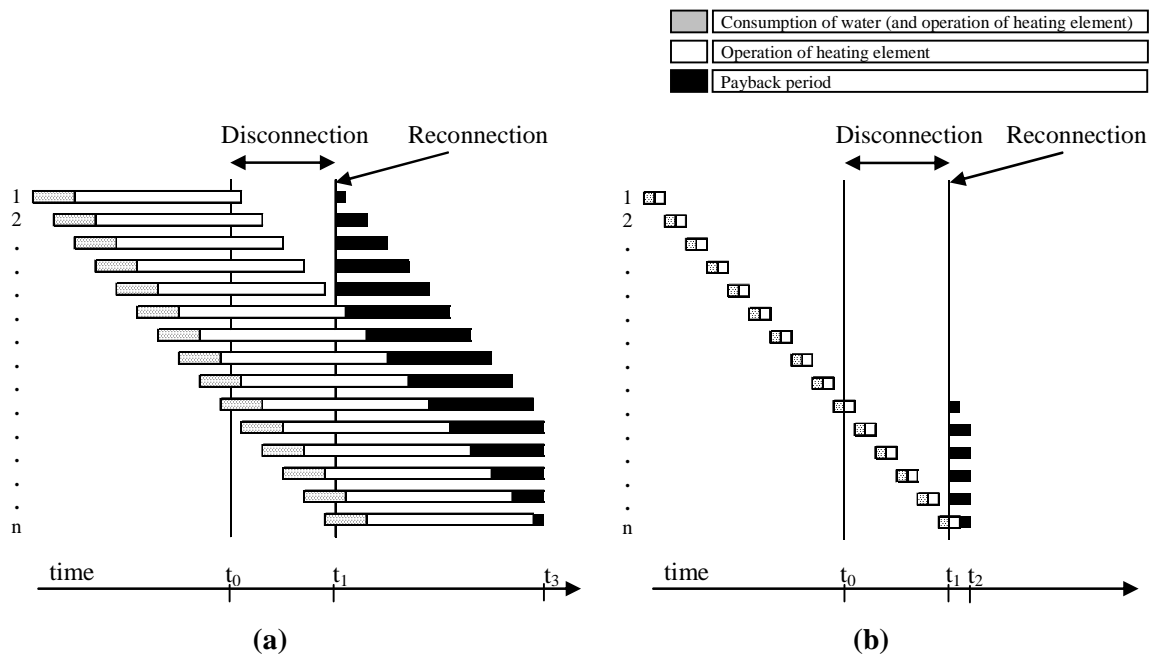 Consumption of water (and operation of heating element)
Operation of heating element
Payback period
Disconnection
Reconnection
1
2
.
.
.
.
.
.
.
.
.
.
.
.
n
time
t0
t1
t3
(a)
Disconnection
Reconnection
1
2
.
.
.
.
.
.
.
.
.
.
.
.
n
time
t0
t1
t2
(b)